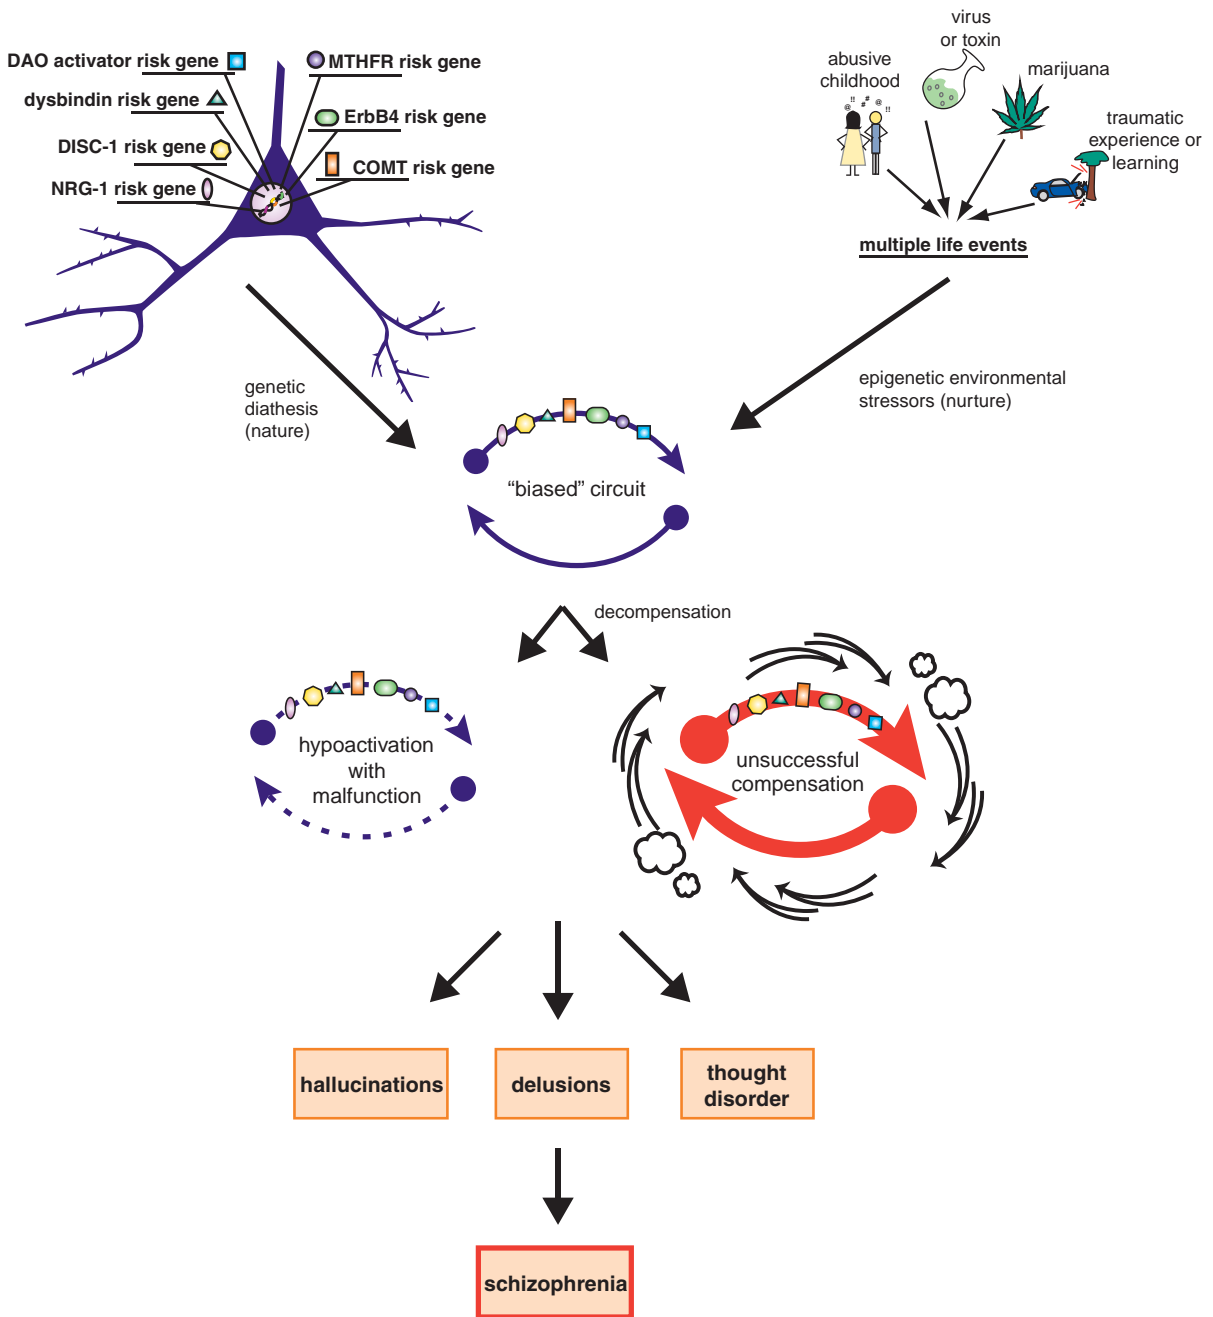 DAO activator risk gene
dysbindin risk gene
DISC-1 risk gene
NRG-1 risk gene
MTHFR risk gene
ErbB4 risk gene
COMT risk gene
virus
or toxin
abusive
childhood
marijuana
traumatic
experience or
learning
@ !! # # @ !!
multiple life events
genetic
diathesis
(nature)
epigenetic environmental
stressors (nurture)
“biased” circuit
decompensation
hypoactivation
with
malfunction
unsuccessful
compensation
hallucinations
delusions
thought
disorder
schizophrenia